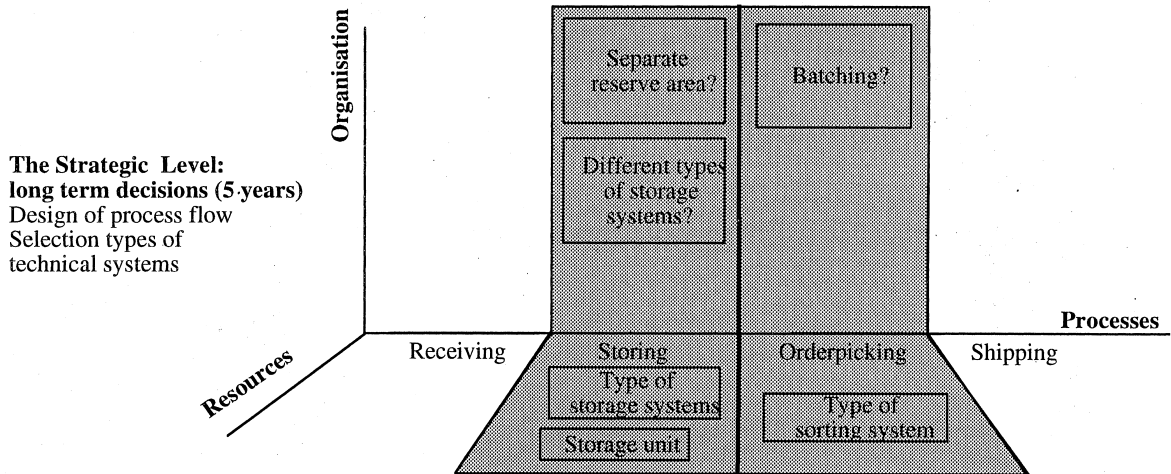 Organisation
Separate
reserve area?
Batching?
The Strategic Level:
long term decisions (5 years)
Design of process flow
Selection types of
technical systems
Different types
of storage
systems?
Processes
Resources
Receiving
Storing
Orderpicking
Shipping
Type of
storage systems
Storage unit
Type of
sorting system